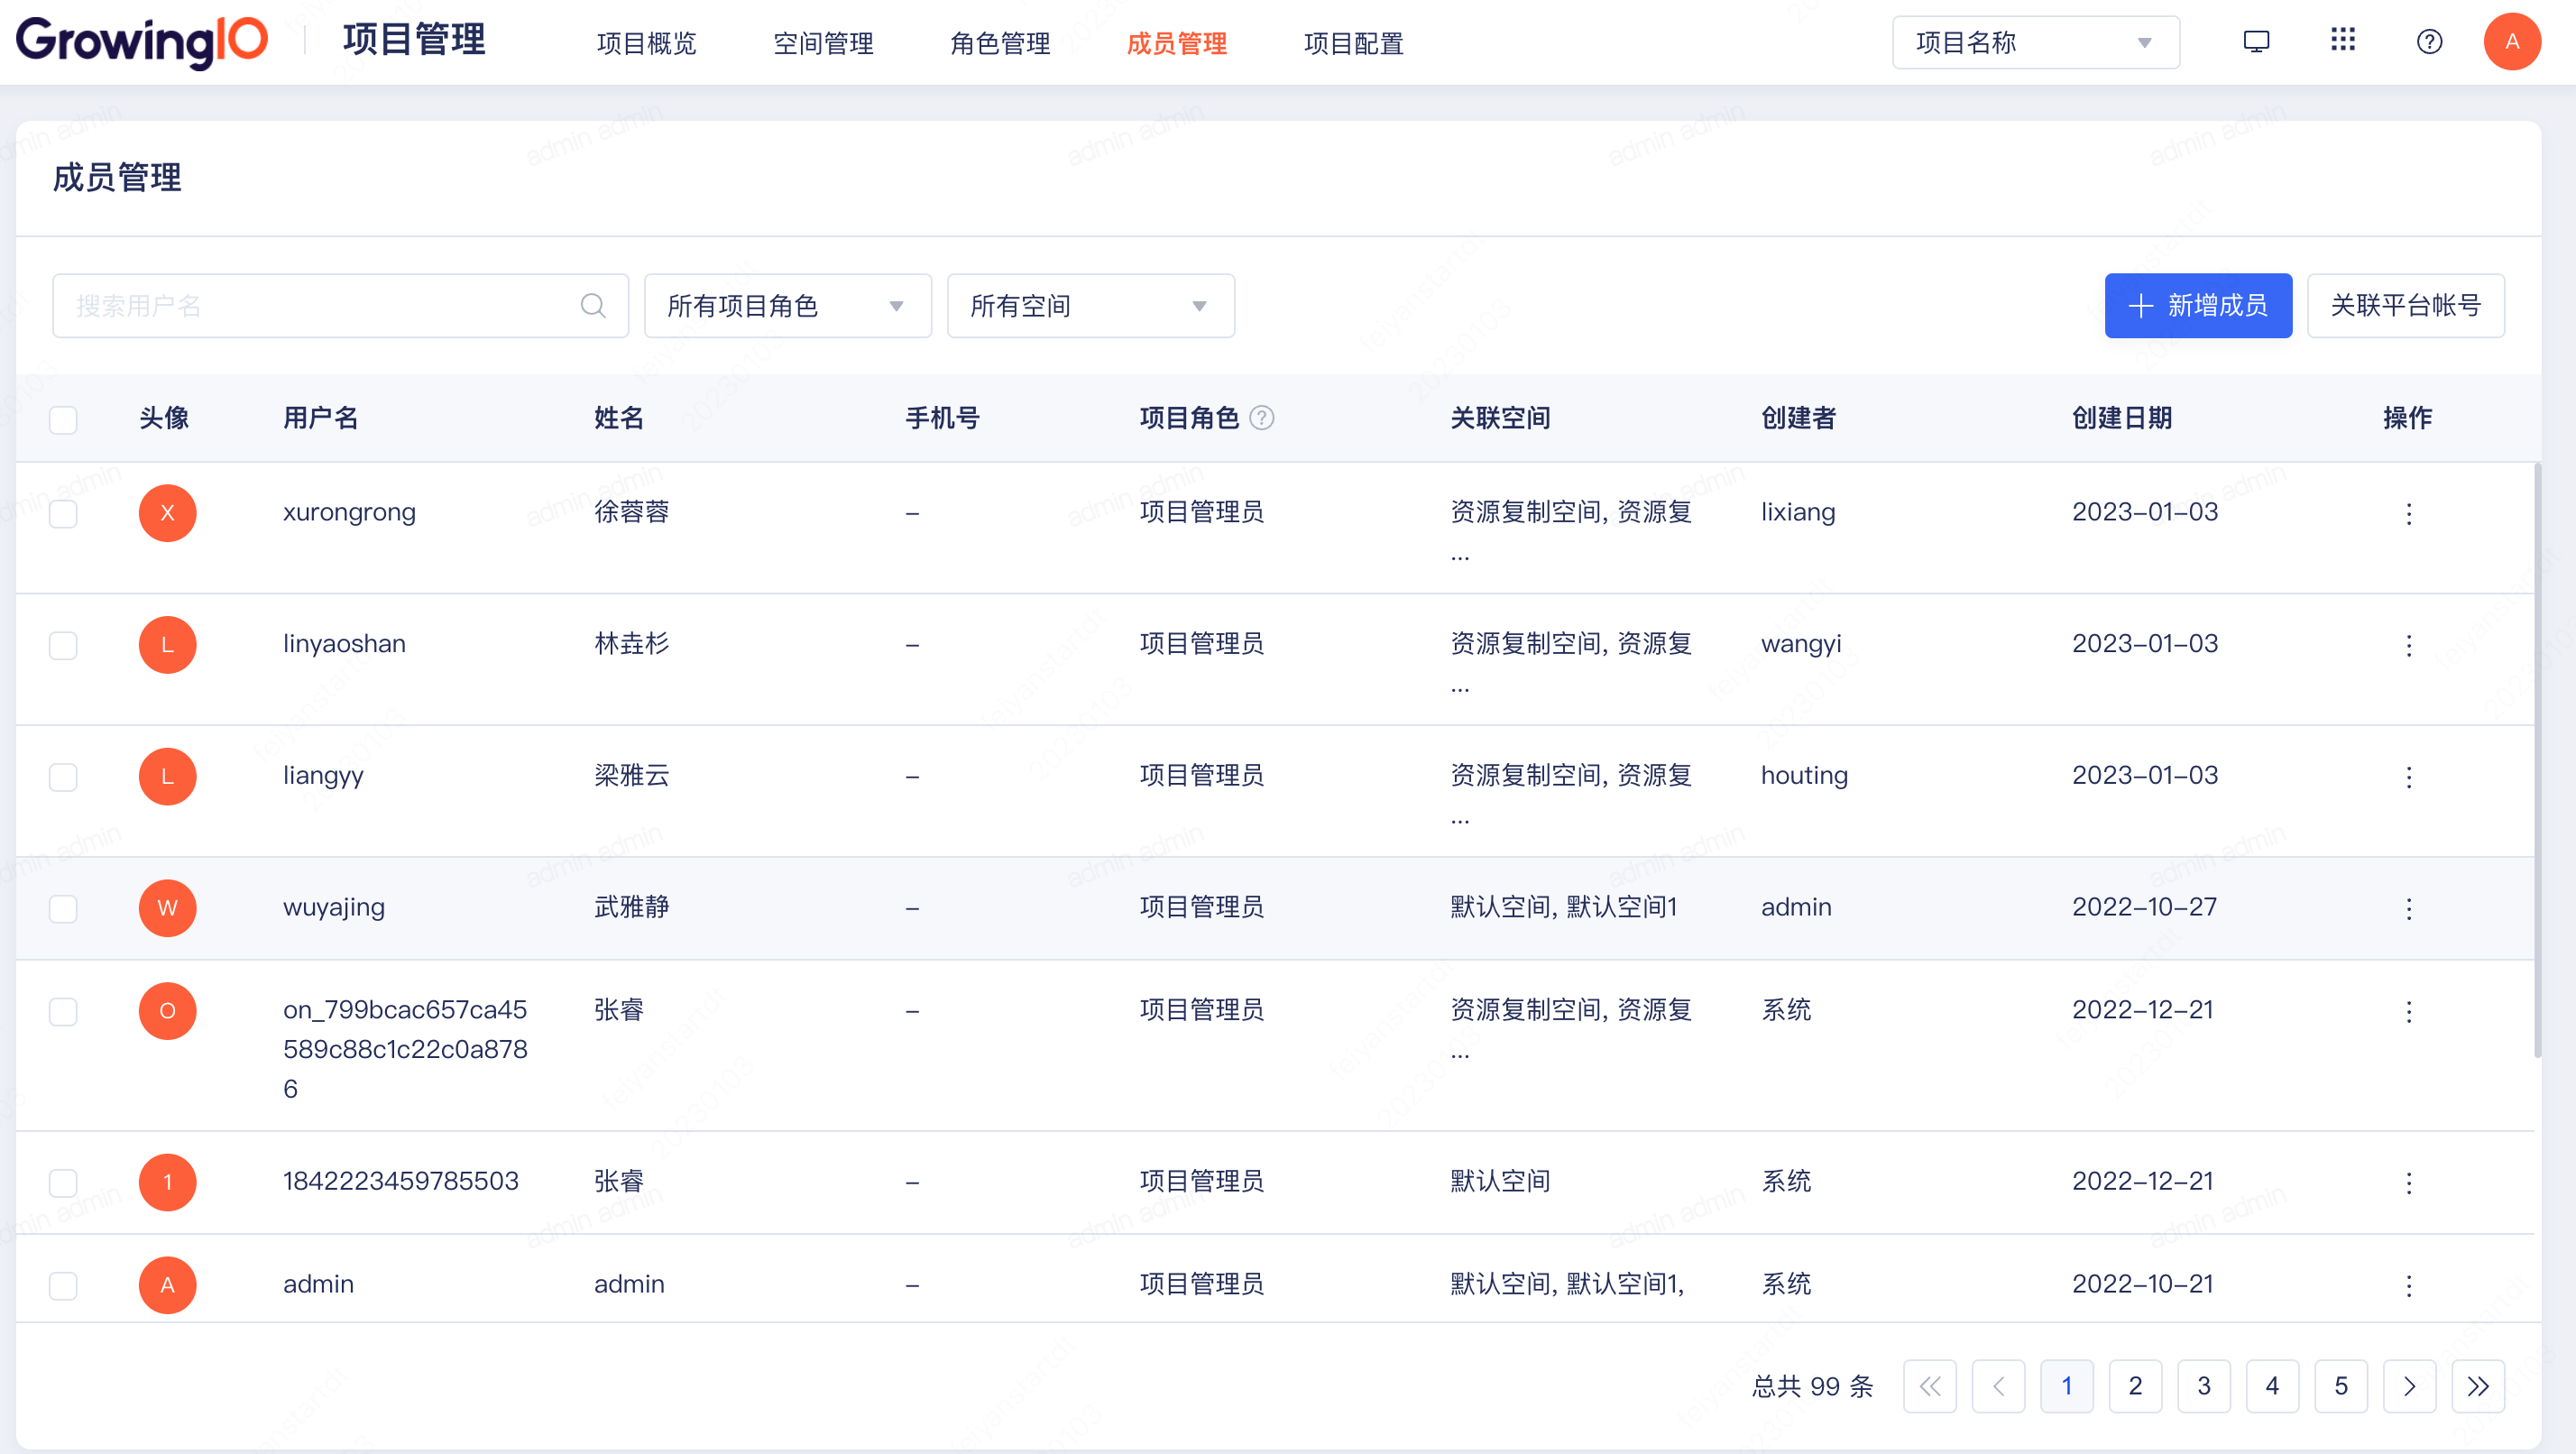 GrowingIO 项目管理 项目概览 空间管理 角色管理 成员管理 项目配置 项目名称 A
成员管理
搜索用户名 所有项目角色 所有空间 新增成员 关联平台帐号
头像 用户名 姓名 手机号 项目角色 关联空间 创建者 创建日期 操作
X xurongrong 徐蓉蓉 – 项目管理员 资源复制空间, 资源复 lixiang 2023-01-03
...
L linyaoshan 林垚杉 – 项目管理员 资源复制空间, 资源复 wangyi 2023-01-03
...
L liangyy 梁雅云 – 项目管理员 资源复制空间, 资源复 houting 2023-01-03
...
W wuyajing 武雅静 – 项目管理员 默认空间, 默认空间1 admin 2022-10-27
O on_799bcac657ca45 张睿 – 项目管理员 资源复制空间, 资源复 系统 2022-12-21
589c88c1c22c0a878 ...
6
1 1842223459785503 张睿 – 项目管理员 默认空间 系统 2022-12-21
A admin admin – 项目管理员 默认空间, 默认空间1, 系统 2022-10-21
总共 99 条 1 2 3 4 5
admin admin
feiyanstartdt
20230103